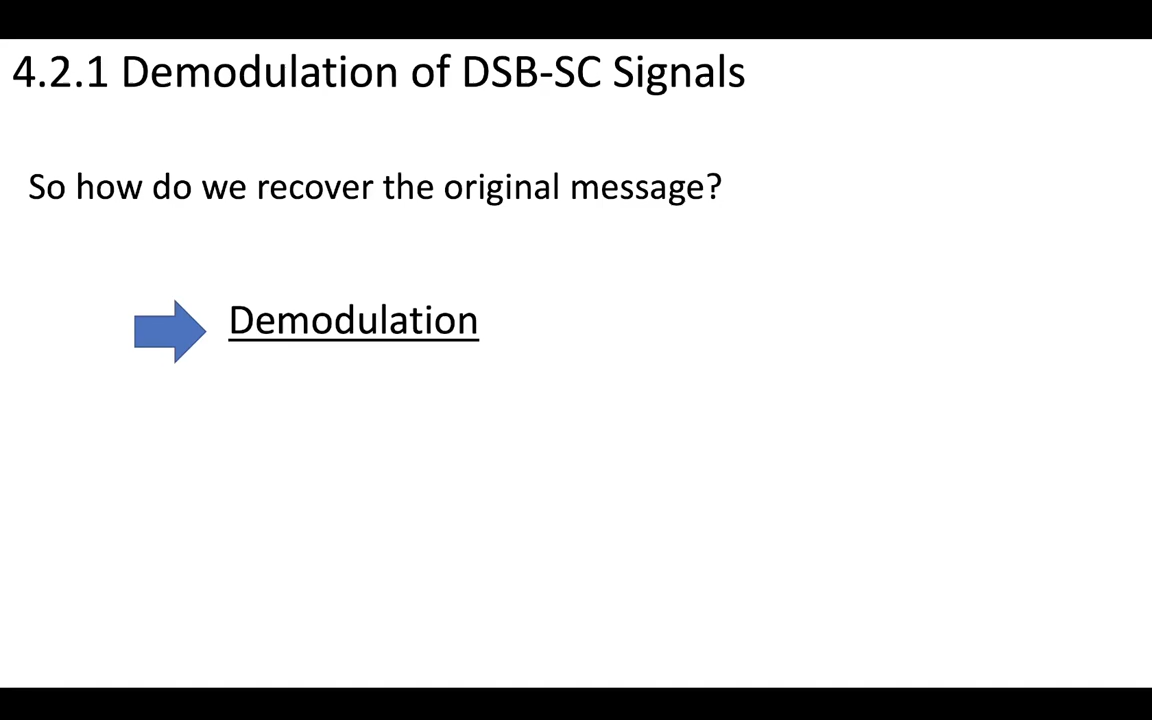 4.2.1 Demodulation of DSB-SC Signals
So how do we recover the original message?
Demodulation